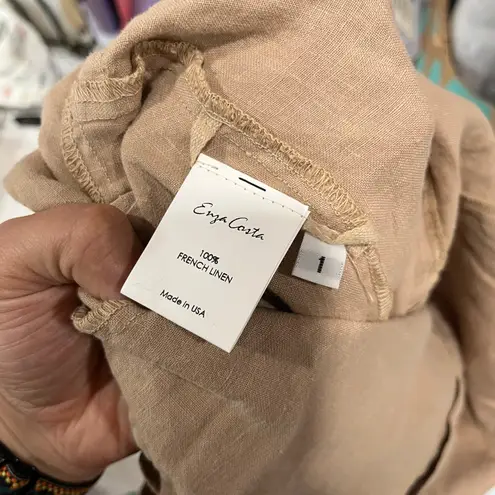 Enza Costa
100%
FRENCH LINEN
Made in USA
1